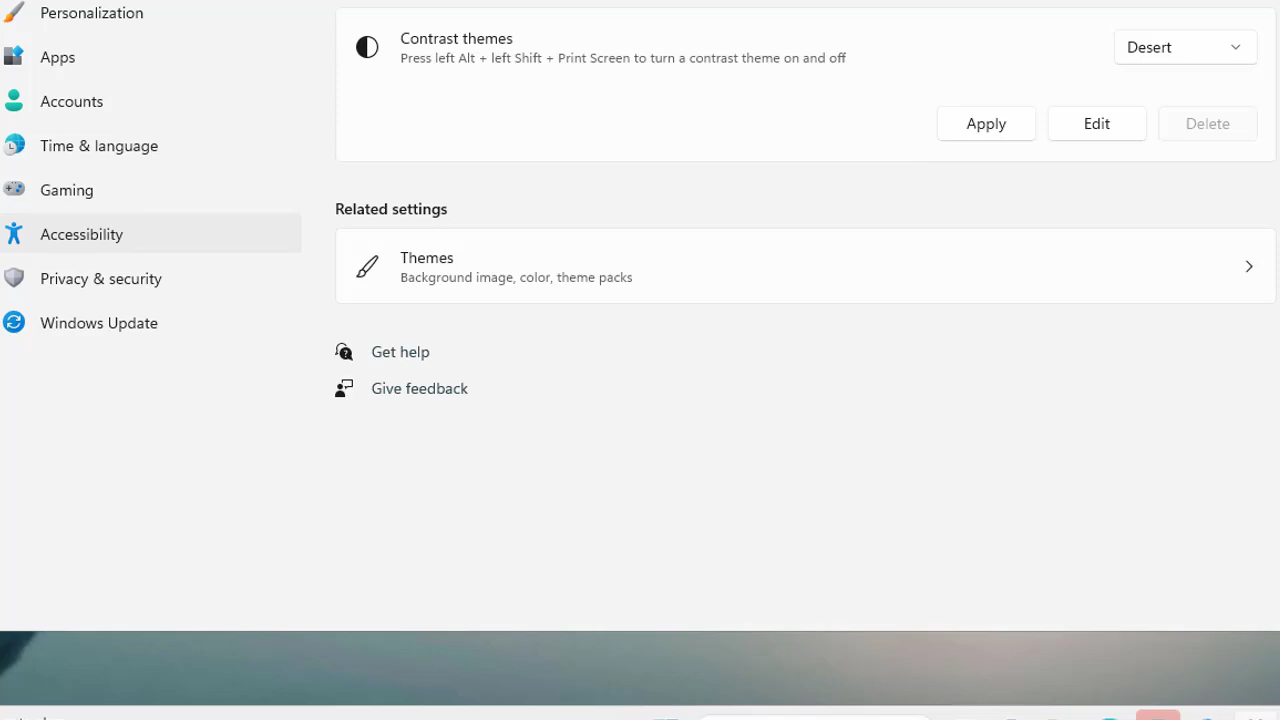 Personalization
Apps
Accounts
Time & language
Gaming
Accessibility
Privacy & security
Windows Update
Contrast themes
Press left Alt + left Shift + Print Screen to turn a contrast theme on and off
Desert
Apply
Edit
Delete
Related settings
Themes
Background image, color, theme packs
Get help
Give feedback